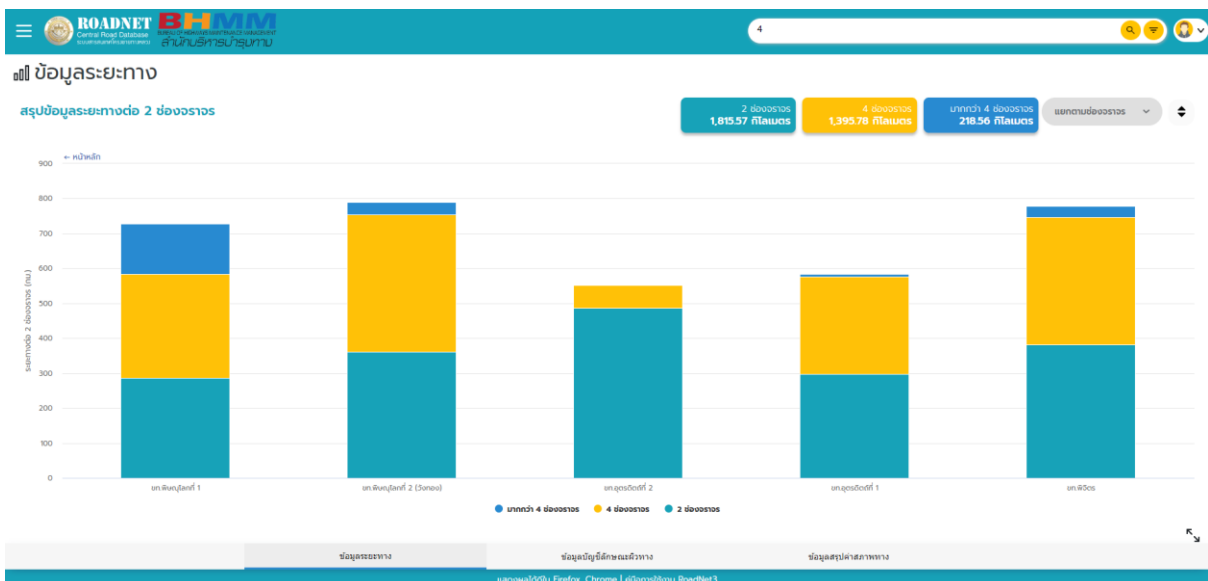 ROADNET
Central Road Database
BHMM
BUREAU OF HIGHWAYS MAINTENANCE MANAGEMENT
สำนักบริหารบำรุงทาง
4
ข้อมูลระยะทาง
สรุปข้อมูลระยะทางต่อ 2 ช่องจราจร
2 ช่องจราจร
1,815.57 กิโลเมตร
4 ช่องจราจร
1,395.78 กิโลเมตร
มากกว่า 4 ช่องจราจร
218.56 กิโลเมตร
แยกตามช่องจราจร
← หน้าหลัก
900
800
700
600
500
400
300
200
100
0
ระยะทางต่อ 2 ช่องจราจร (กม.)
ขท.พิษณุโลกที่ 1
ขท.พิษณุโลกที่ 2 (วังทอง)
ขท.อุตรดิตถ์ที่ 2
ขท.อุตรดิตถ์ที่ 1
ขท.พิจิตร
มากกว่า 4 ช่องจราจร
4 ช่องจราจร
2 ช่องจราจร
ข้อมูลระยะทาง
ข้อมูลบัญชีลักษณะผิวทาง
ข้อมูลสรุปค่าสภาพทาง
แสดงผลได้ดีใน Firefox, Chrome | คู่มือการใช้งาน RoadNet3